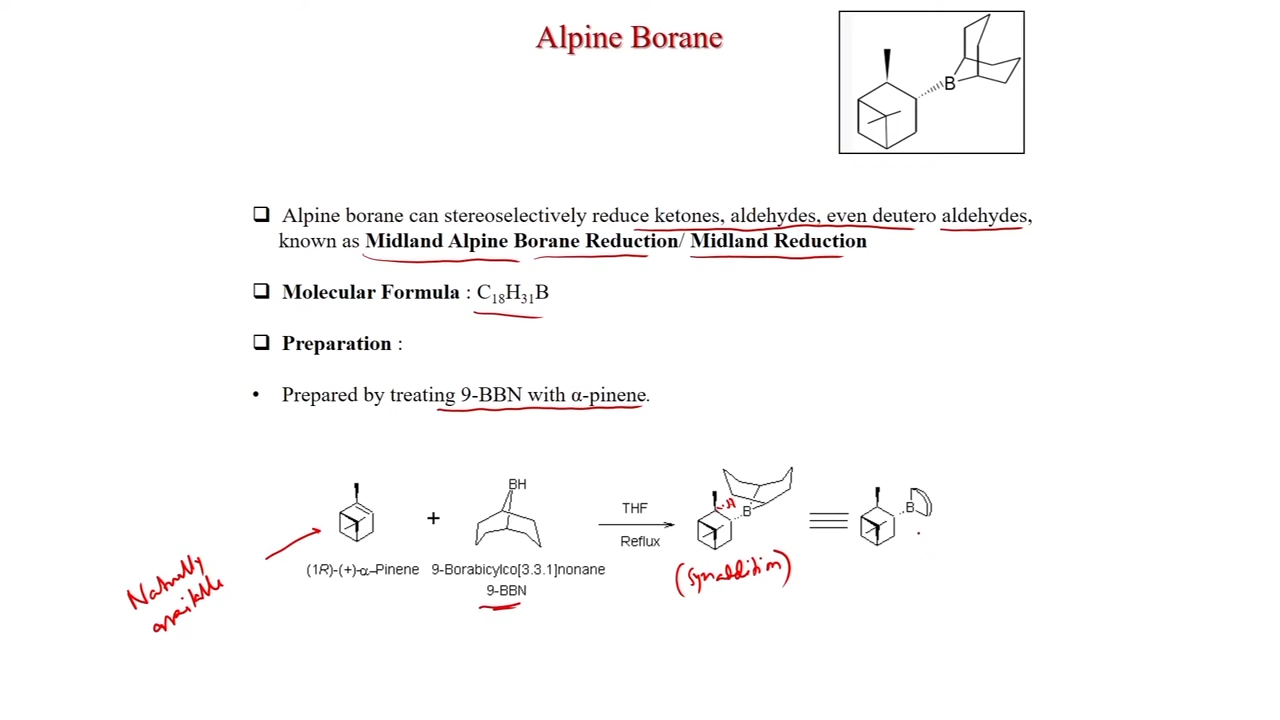 Alpine Borane
B
❑ Alpine borane can stereoselectively reduce ketones, aldehydes, even deutero aldehydes,
known as Midland Alpine Borane Reduction/ Midland Reduction
❑ Molecular Formula : C₁₈H₃₁B
❑ Preparation :
• Prepared by treating 9-BBN with α-pinene.
BH
+
THF
Reflux
H
B
B
(1R)-(+)-α-Pinene
9-Borabicylco[3.3.1]nonane
9-BBN
(Syn addition)
Naturally
available